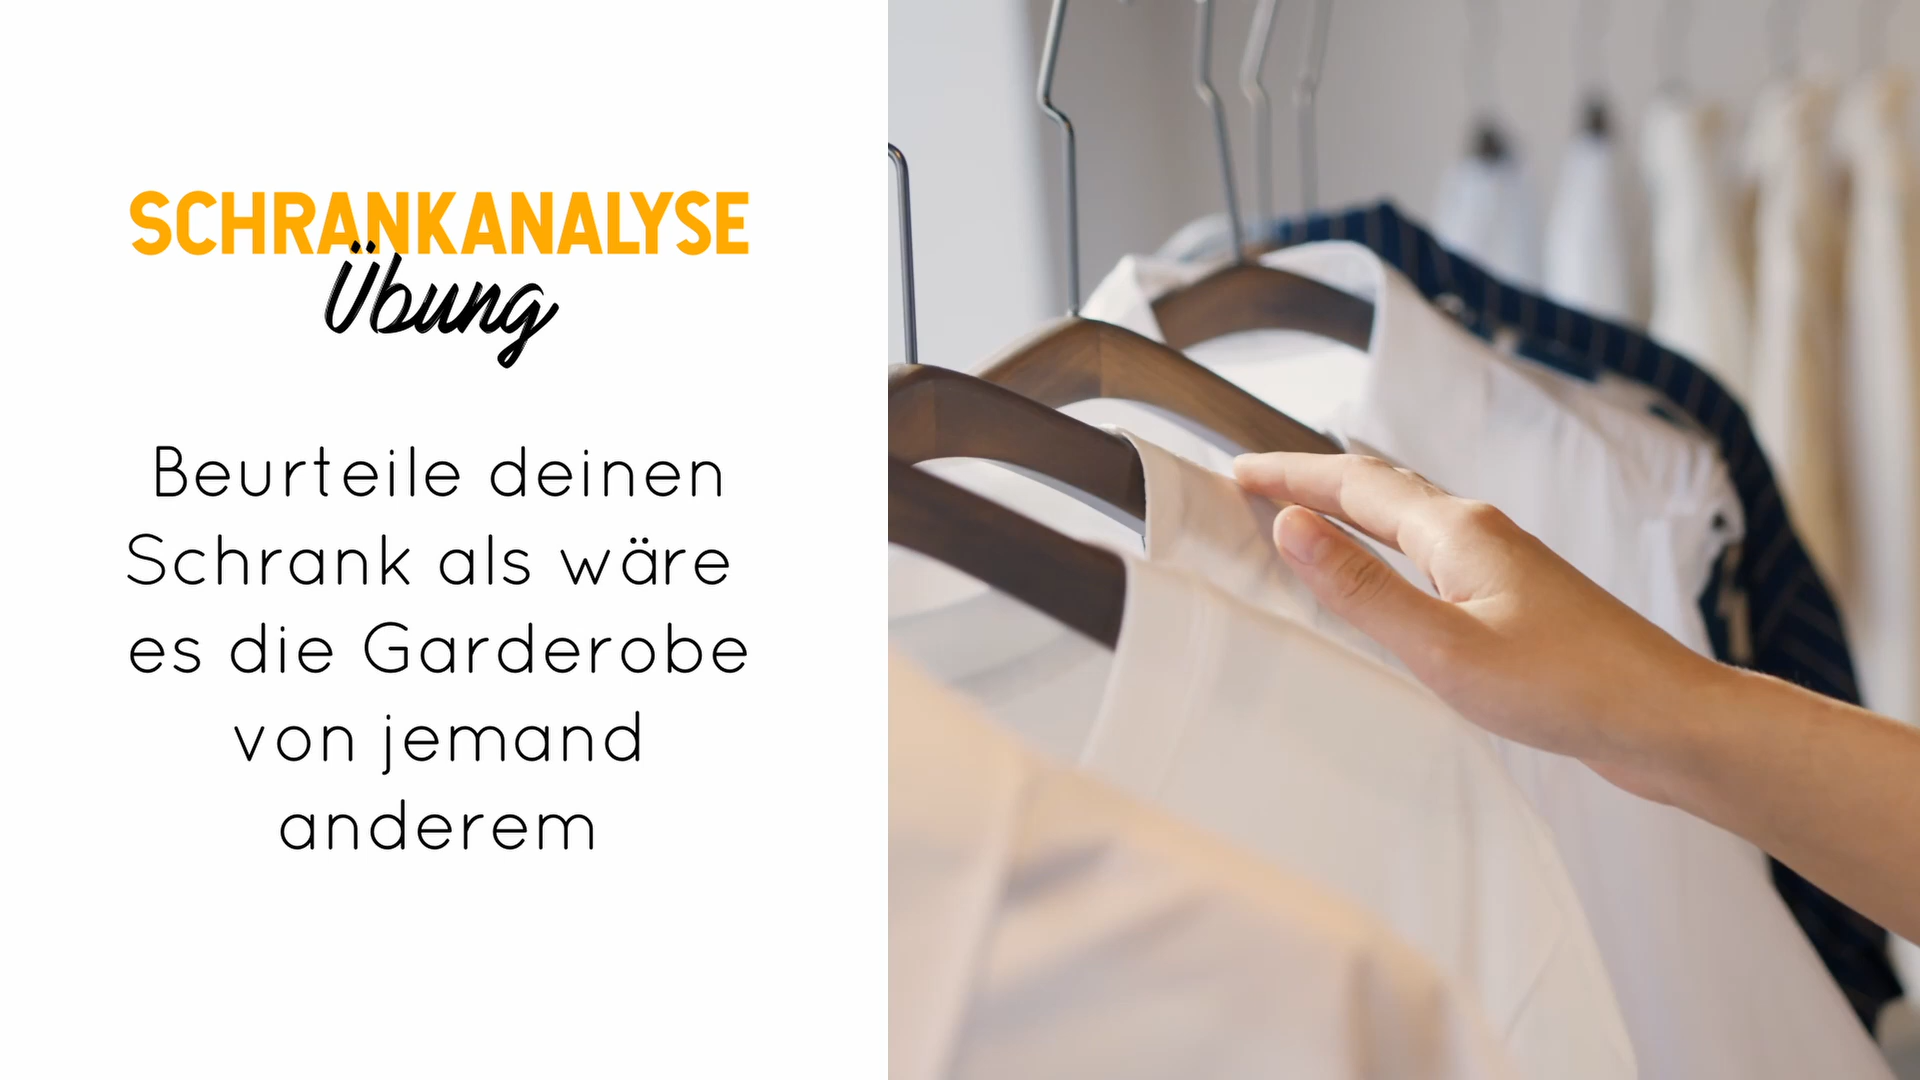 SCHRANKANALYSE
Übung
Beurteile deinen
Schrank als wäre
es die Garderobe
von jemand
anderem